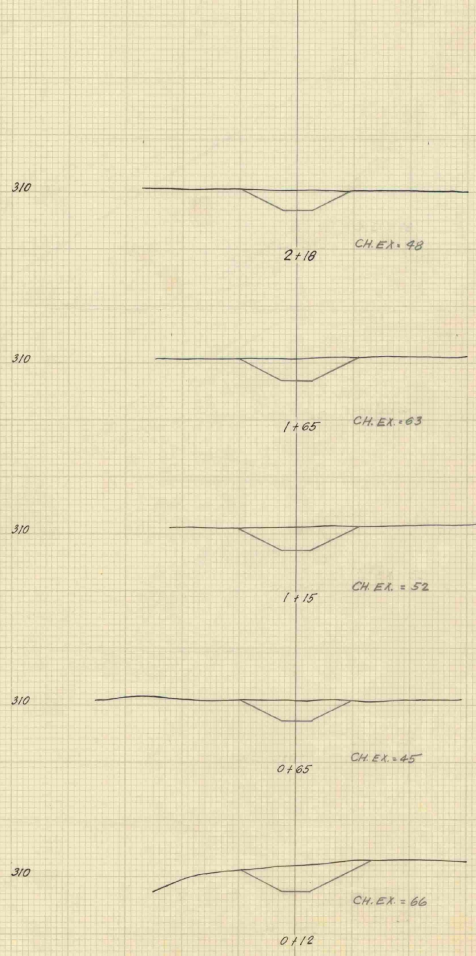 310
2+18
CH. EX. = 48
310
1+65
CH. EX. = 63
310
1+15
CH. EX. = 52
310
0+65
CH. EX. = 45
310
CH. EX. = 66
0+12